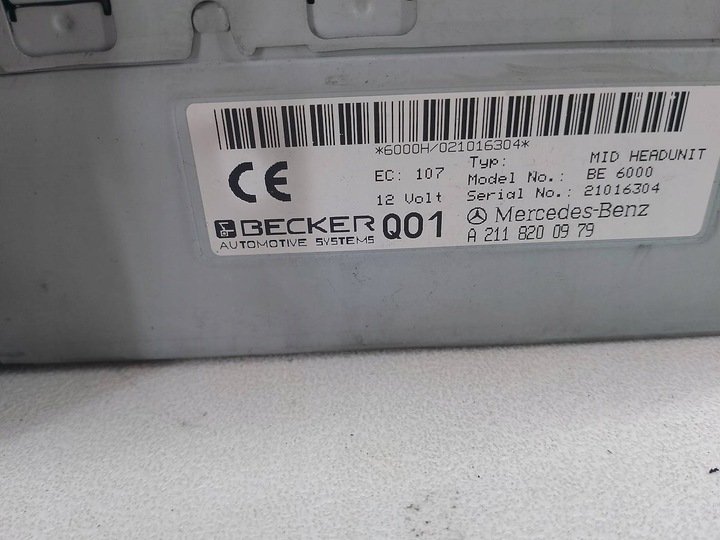 *6000H/021016304*
CE
EC: 107 Typ: MID HEADUNIT
Model No.: BE 6000
12 Volt Serial No.: 21016304
BECKER Q01 Mercedes-Benz
AUTOMOTIVE SYSTEMS A 211 820 09 79